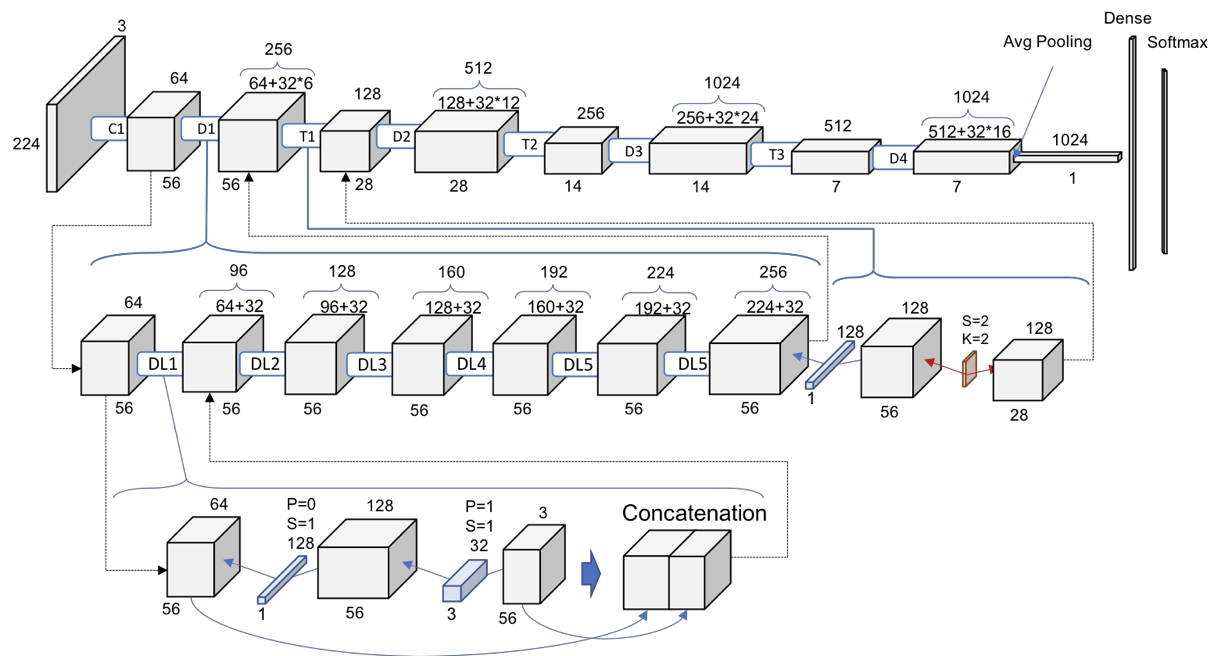 3
224
C1
64
56
D1
256
64+32*6
56
T1
128
28
D2
512
128+32*12
28
T2
256
14
D3
1024
256+32*24
14
T3
512
7
D4
1024
512+32*16
7
Avg Pooling
1024
1
Dense
Softmax
64
56
DL1
96
64+32
56
DL2
128
96+32
56
DL3
160
128+32
56
DL4
192
160+32
56
DL5
224
192+32
56
DL5
256
224+32
56
128
1
128
56
S=2
K=2
128
28
64
56
P=0
S=1
128
1
128
56
P=1
S=1
32
3
3
56
Concatenation